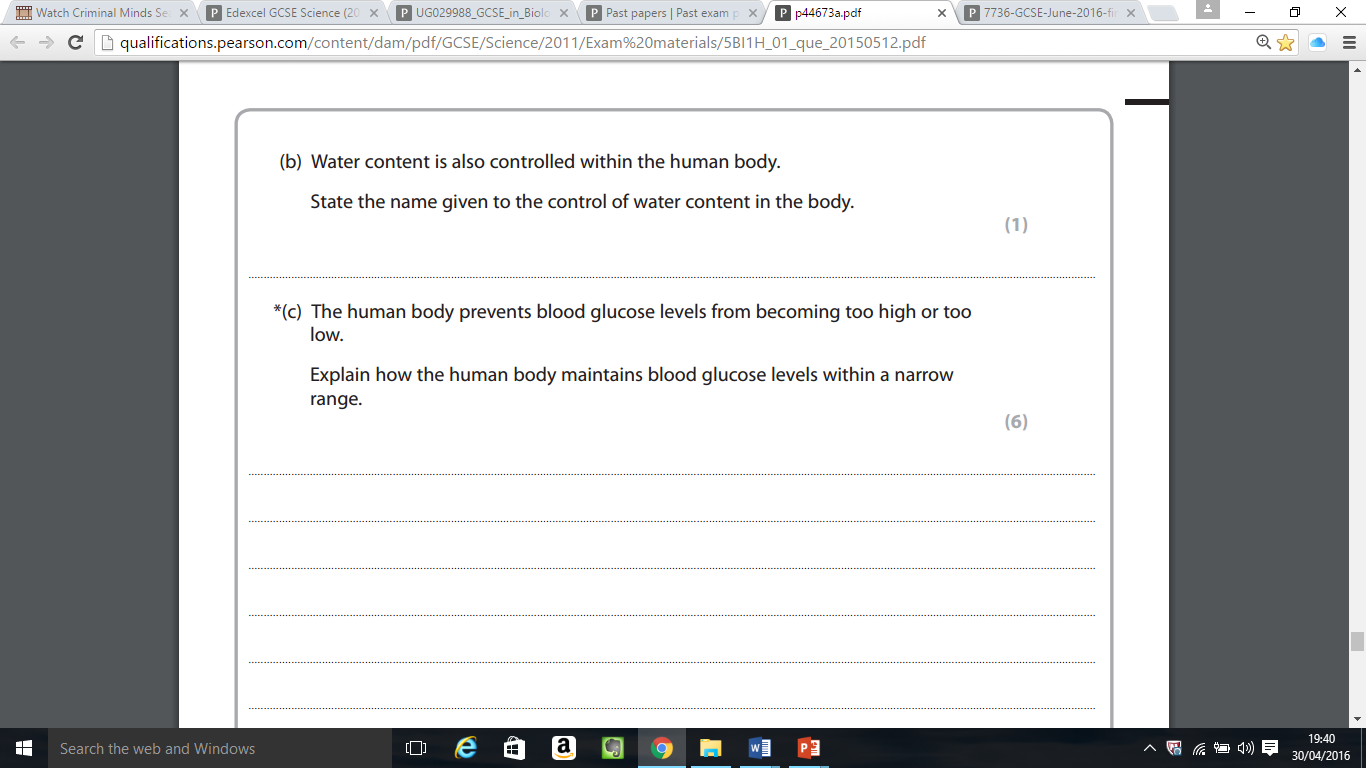 Watch Criminal Minds Se
Edexcel GCSE Science (20
UG029988_GCSE_in_Biolo
Past papers | Past exam p
p44673a.pdf
7736-GCSE-June-2016-fi
qualifications.pearson.com/content/dam/pdf/GCSE/Science/2011/Exam%20materials/5BI1H_01_que_20150512.pdf
(b) Water content is also controlled within the human body.
State the name given to the control of water content in the body.
(1)
*(c) The human body prevents blood glucose levels from becoming too high or too
low.
Explain how the human body maintains blood glucose levels within a narrow
range.
(6)
Search the web and Windows
19:40
30/04/2016